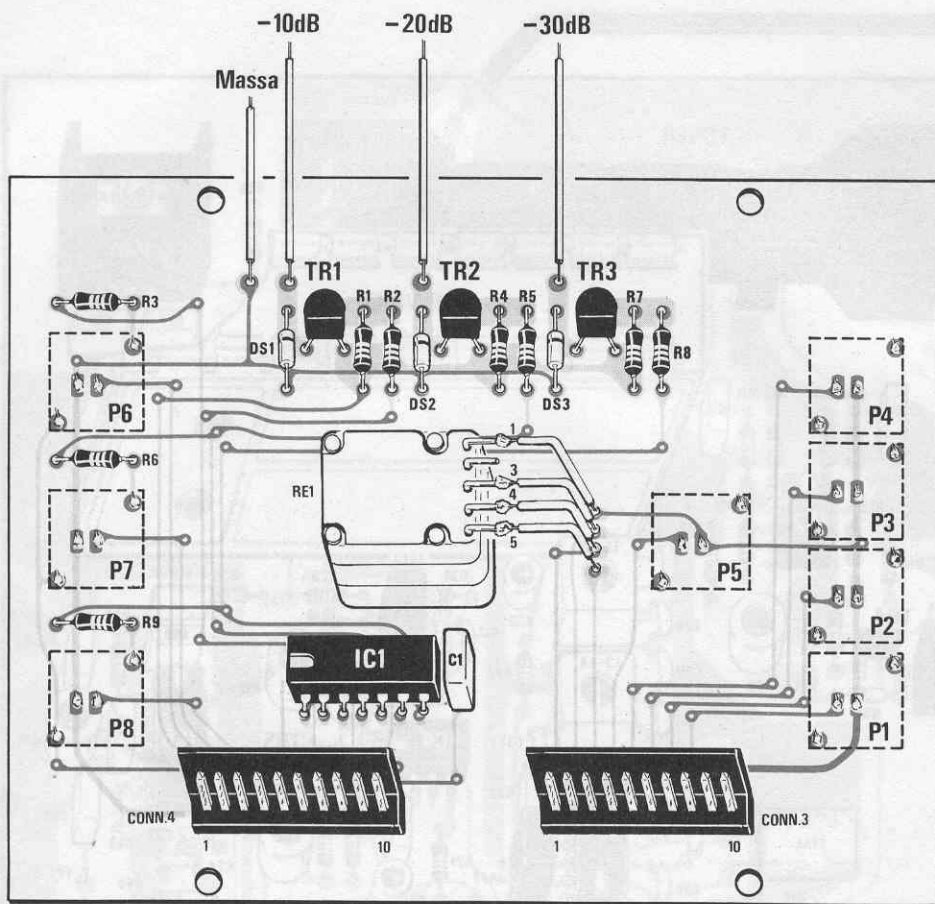 -10dB
-20dB
-30dB
Massa
TR1
TR2
TR3
R3
R1
R2
R4
R5
R7
DS1
R8
DS2
DS3
P6
P4
1
R6
RE1
3
4
5
P3
P7
P5
P2
R9
IC1
C1
P8
P1
CONN.4
CONN.3
1
10
1
10